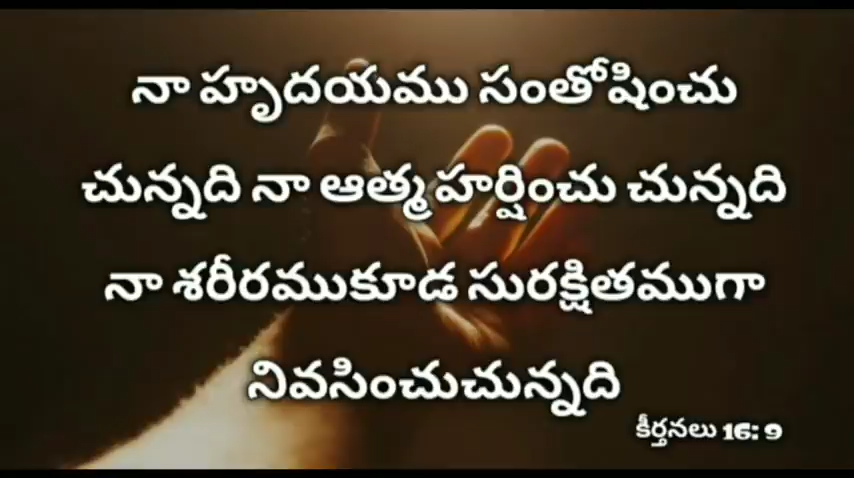 నా హృదయము సంతోషించు
చున్నది నా ఆత్మ హర్షించు చున్నది
నా శరీరముకూడ సురక్షితముగా
నివసించుచున్నది
కీర్తనలు 16: 9